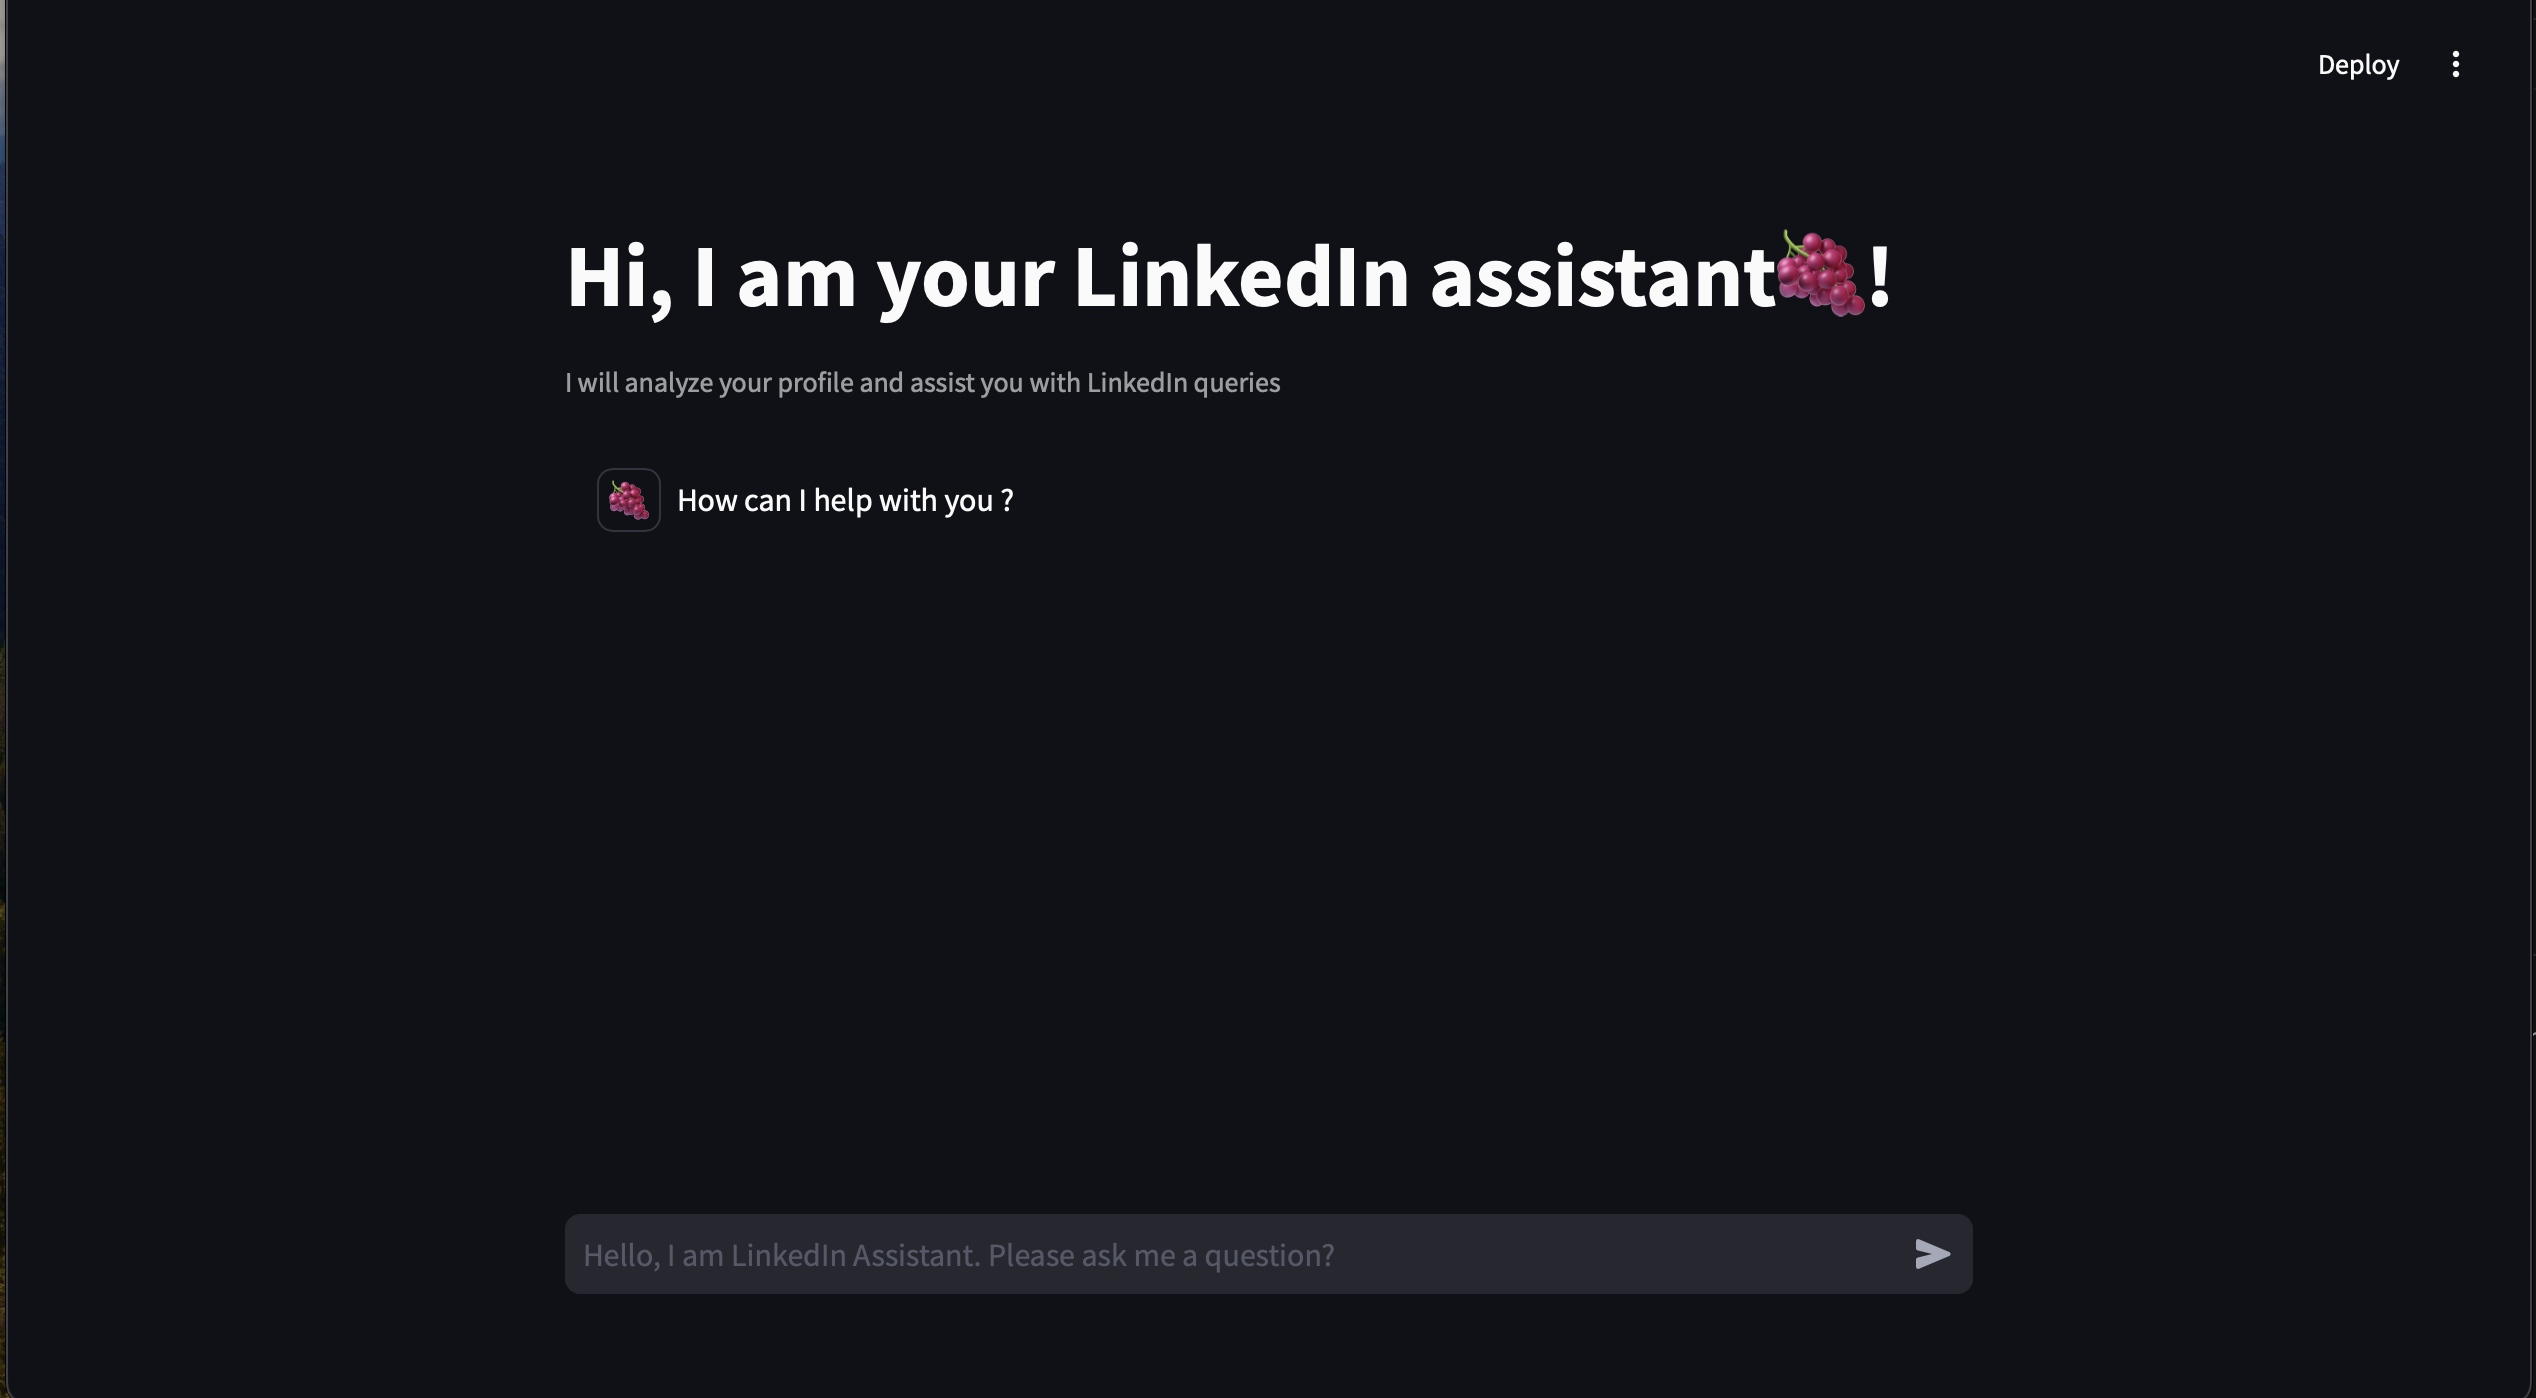 Deploy
Hi, I am your LinkedIn assistant🍇!
I will analyze your profile and assist you with LinkedIn queries
How can I help with you ?
Hello, I am LinkedIn Assistant. Please ask me a question?